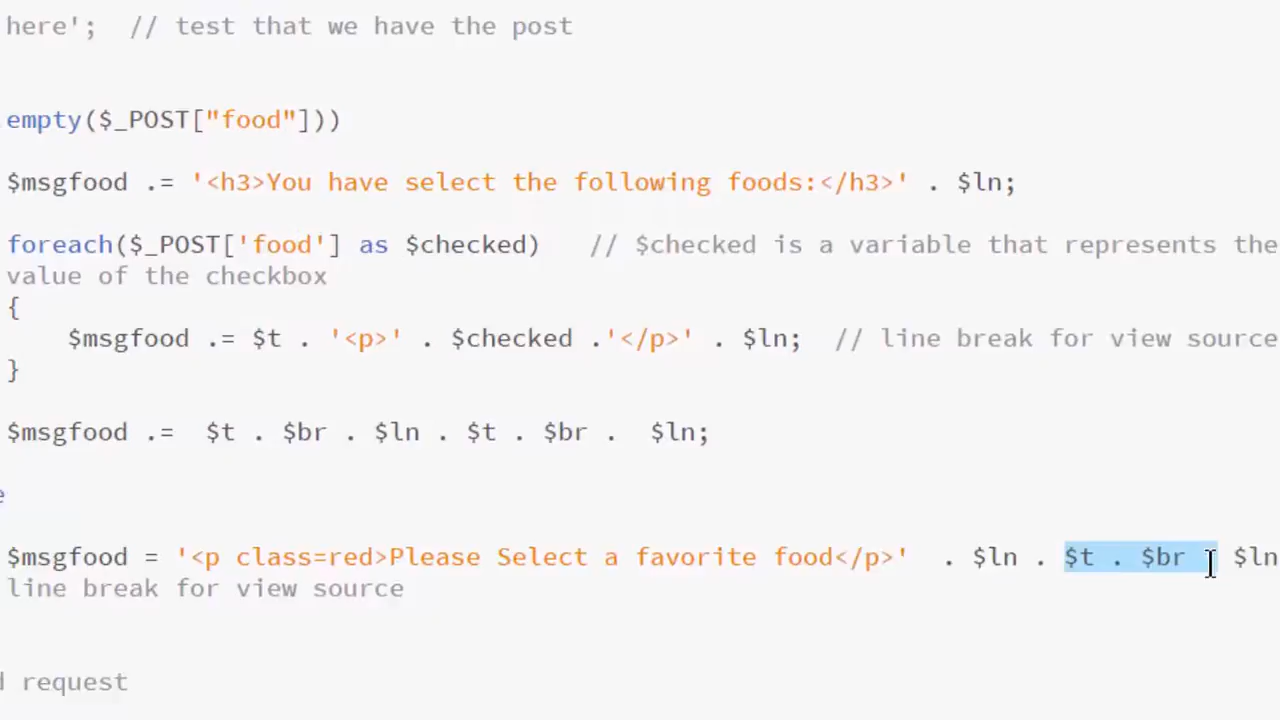 here';  // test that we have the post
empty($_POST["food"]))
$msgfood .= '<h3>You have select the following foods:</h3>' . $ln;
foreach($_POST['food'] as $checked)   // $checked is a variable that represents the
value of the checkbox
{
$msgfood .= $t . '<p>' . $checked .'</p>' . $ln;  // line break for view source
}
$msgfood .=  $t . $br . $ln . $t . $br .  $ln;
e
$msgfood = '<p class=red>Please Select a favorite food</p>'  . $ln . $t . $br . $ln
line break for view source
d request